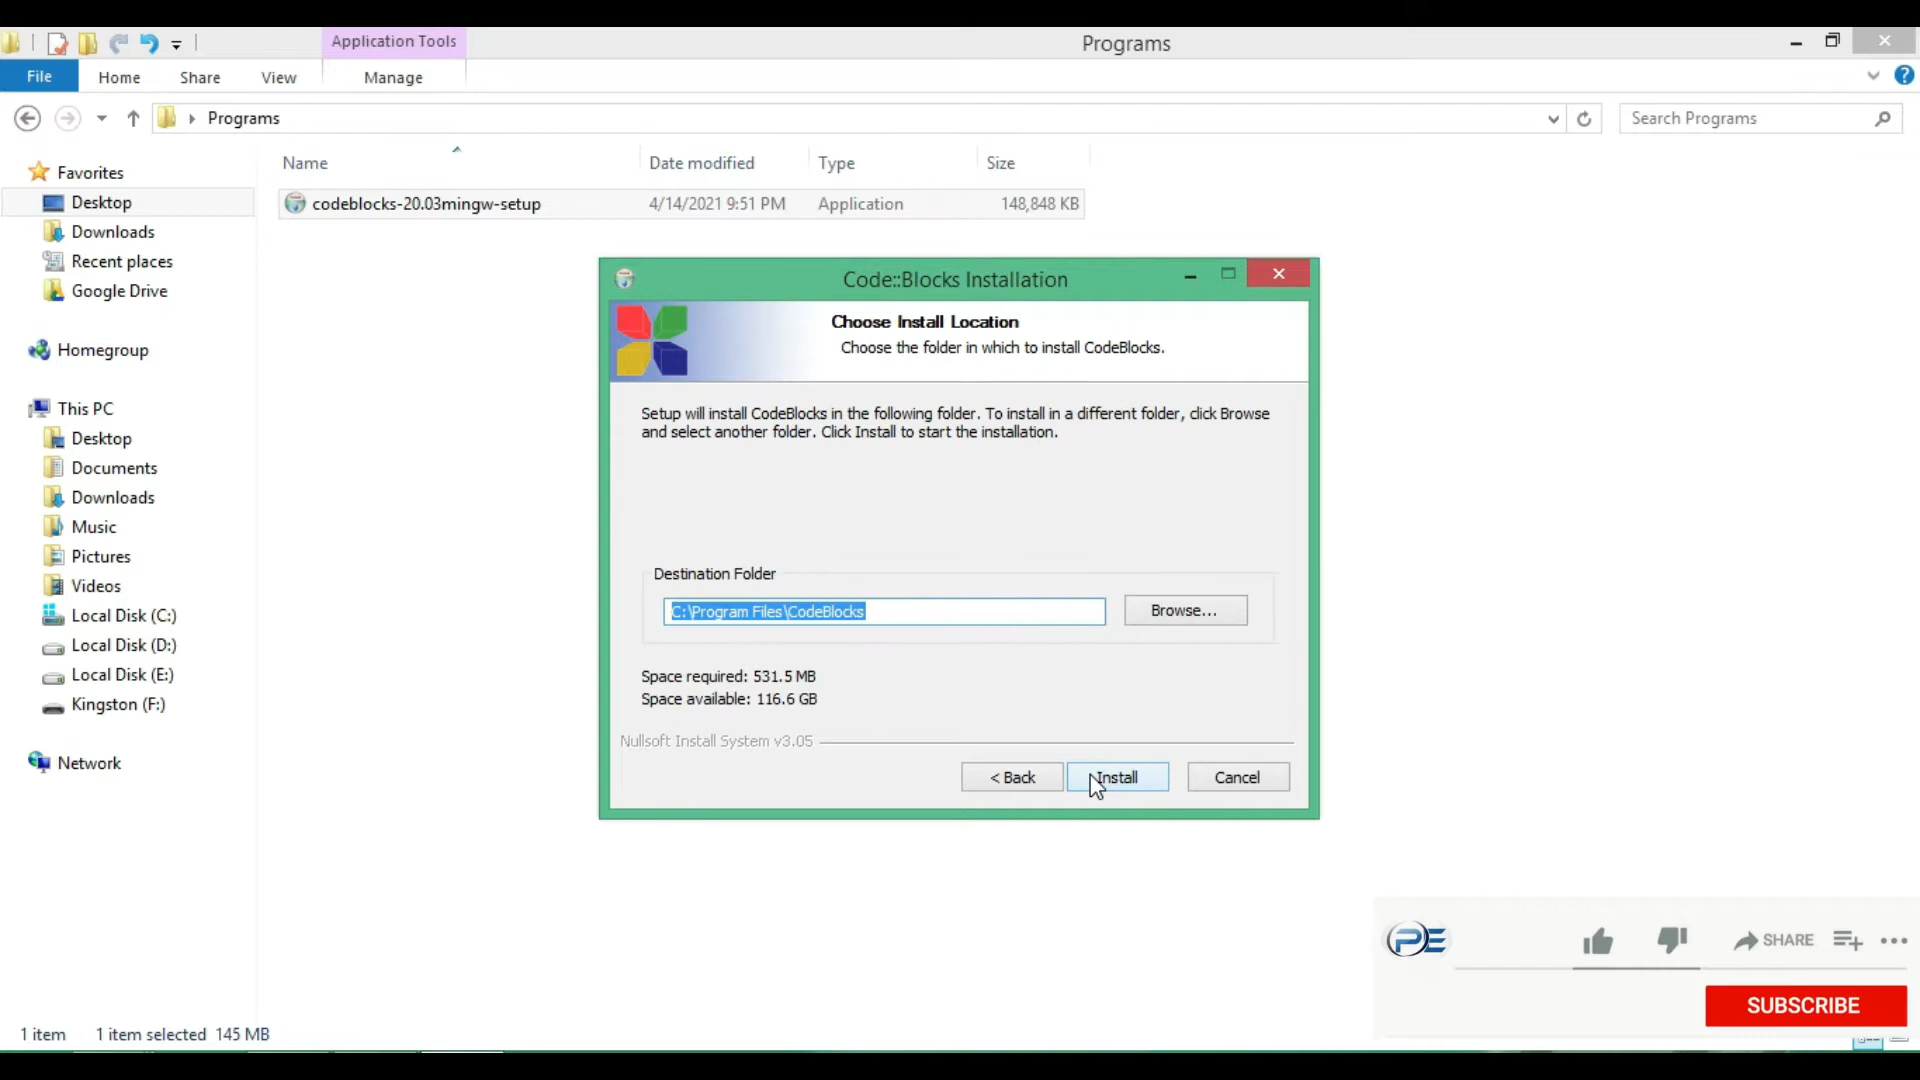 Application Tools
Programs
File
Home
Share
View
Manage
Programs
Search Programs
Name
Date modified
Type
Size
codeblocks-20.03mingw-setup
4/14/2021 9:51 PM
Application
148,848 KB
Favorites
Desktop
Downloads
Recent places
Google Drive
Homegroup
This PC
Desktop
Documents
Downloads
Music
Pictures
Videos
Local Disk (C:)
Local Disk (D:)
Local Disk (E:)
Kingston (F:)
Network
Code::Blocks Installation
Choose Install Location
Choose the folder in which to install CodeBlocks.
Setup will install CodeBlocks in the following folder. To install in a different folder, click Browse
and select another folder. Click Install to start the installation.
Destination Folder
C:\Program Files\CodeBlocks
Browse...
Space required: 531.5 MB
Space available: 116.6 GB
Nullsoft Install System v3.05
< Back
Install
Cancel
PE
SHARE
SUBSCRIBE
1 item
1 item selected 145 MB